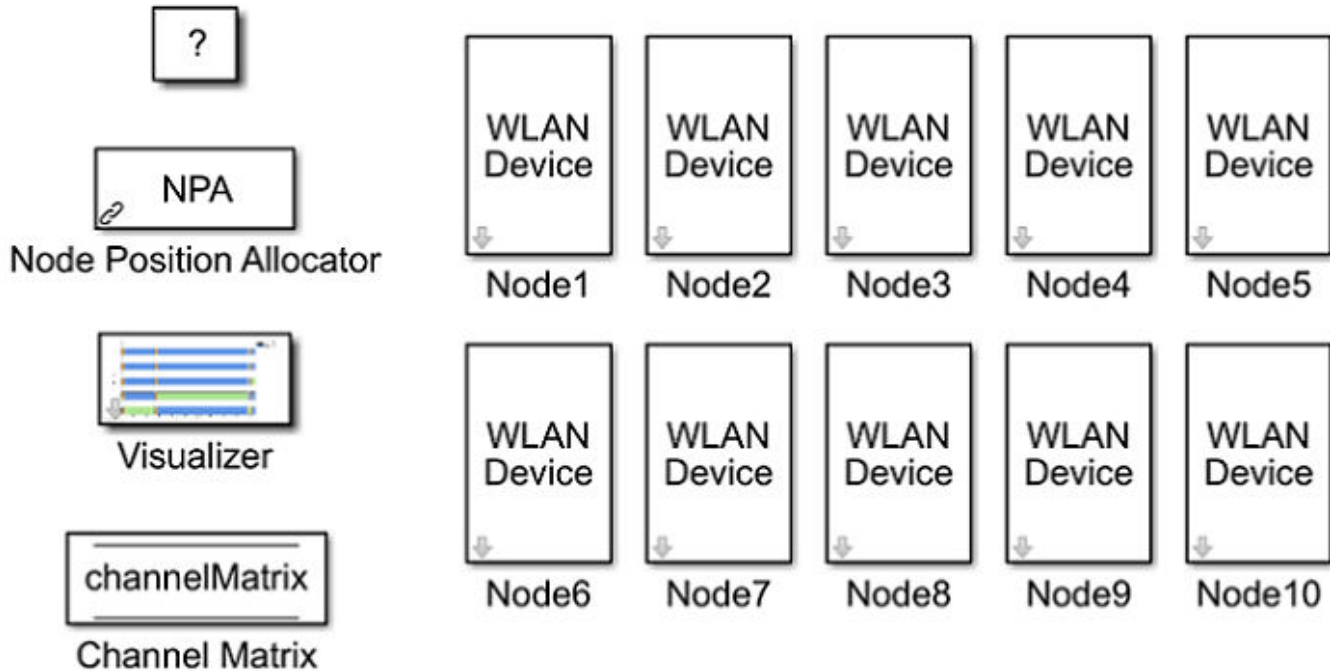 ?
NPA
Node Position Allocator
Visualizer
channelMatrix
Channel Matrix
WLAN
Device
Node1
WLAN
Device
Node2
WLAN
Device
Node3
WLAN
Device
Node4
WLAN
Device
Node5
WLAN
Device
Node6
WLAN
Device
Node7
WLAN
Device
Node8
WLAN
Device
Node9
WLAN
Device
Node10